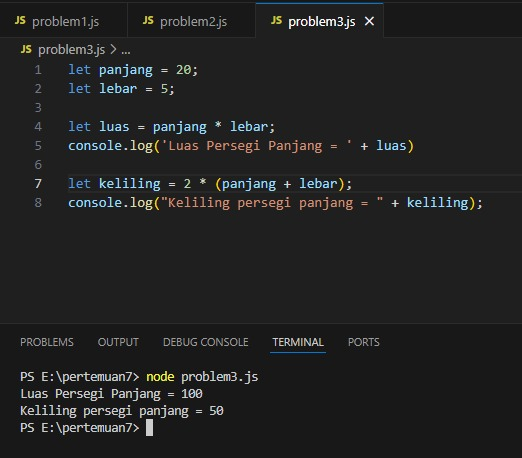 JS problem1.js JS problem2.js JS problem3.js ×
JS problem3.js > ...
1 let panjang = 20;
2 let lebar = 5;
3
4 let luas = panjang * lebar;
5 console.log('Luas Persegi Panjang = ' + luas)
6
7 let keliling = 2 * (panjang + lebar);
8 console.log("Keliling persegi panjang = " + keliling);
PROBLEMS OUTPUT DEBUG CONSOLE TERMINAL PORTS
PS E:\pertemuan7> node problem3.js
Luas Persegi Panjang = 100
Keliling persegi panjang = 50
PS E:\pertemuan7>